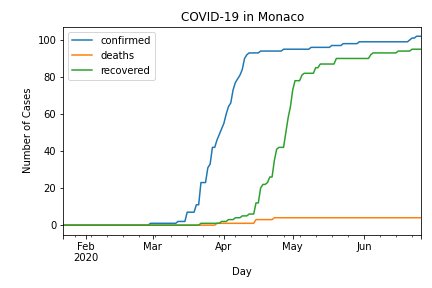 COVID-19 in Monaco
confirmed
deaths
recovered
Number of Cases
100
80
60
40
20
0
Feb
2020
Mar
Apr
May
Jun
Day